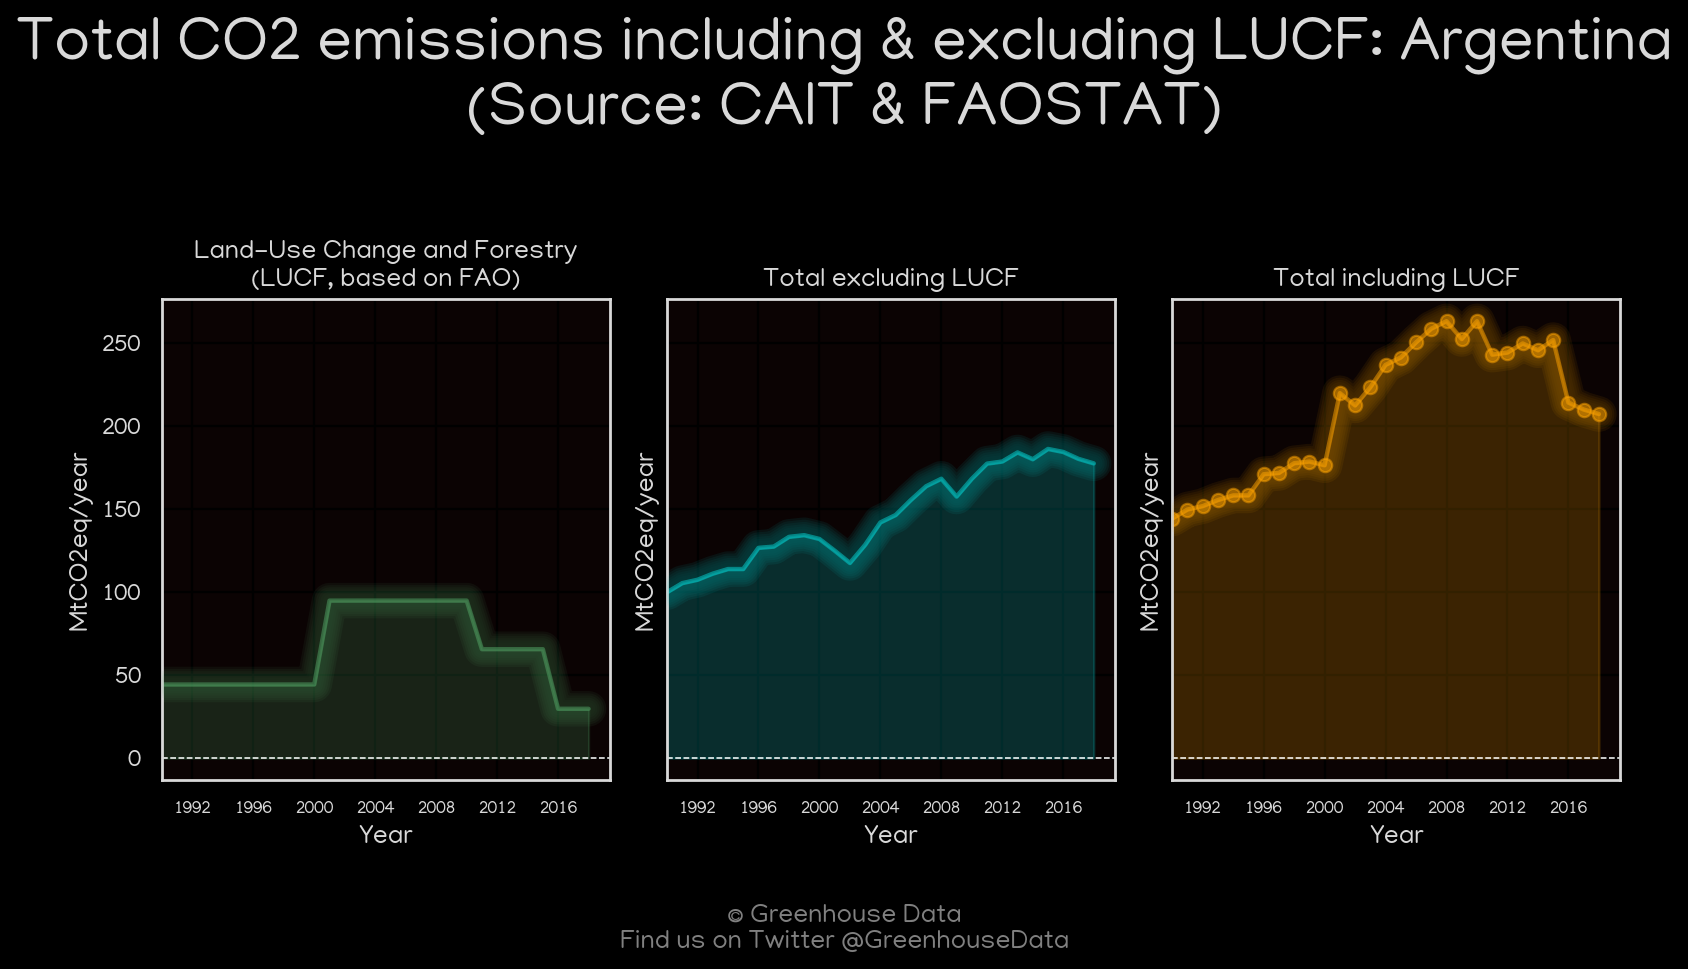 Total CO2 emissions including & excluding LUCF: Argentina
(Source: CAIT & FAOSTAT)
Land-Use Change and Forestry
(LUCF, based on FAO)
Total excluding LUCF
Total including LUCF
250
200
150
100
50
0
MtCO2eq/year
MtCO2eq/year
MtCO2eq/year
1992 1996 2000 2004 2008 2012 2016
1992 1996 2000 2004 2008 2012 2016
1992 1996 2000 2004 2008 2012 2016
Year
Year
Year
© Greenhouse Data
Find us on Twitter @GreenhouseData